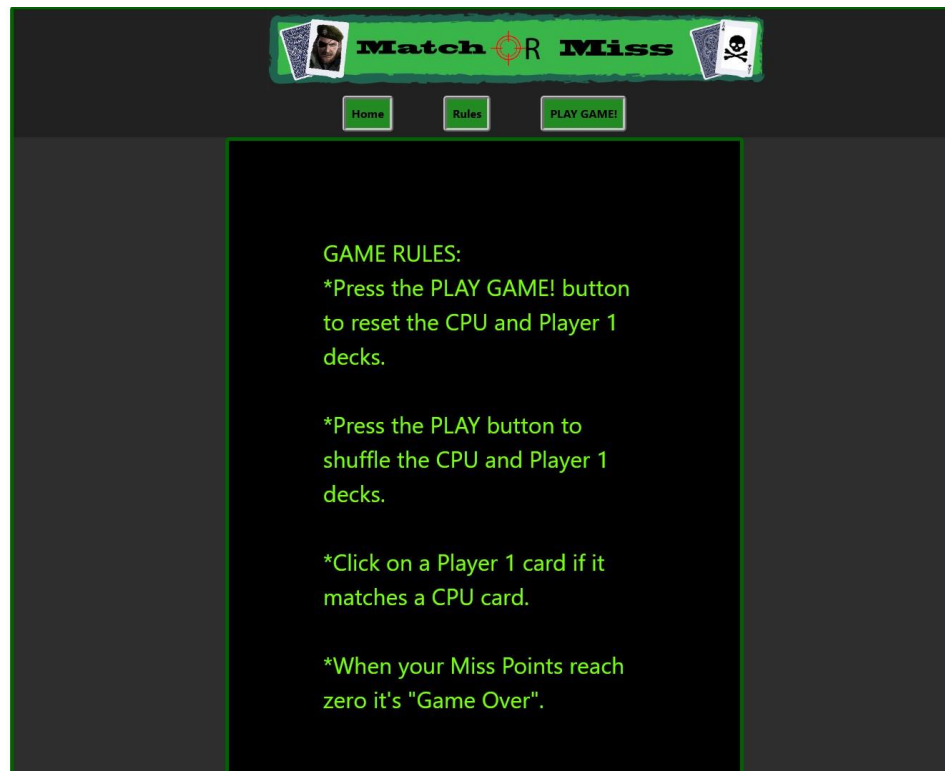 Match OR Miss
Home Rules PLAY GAME!
GAME RULES:
*Press the PLAY GAME! button
to reset the CPU and Player 1
decks.
*Press the PLAY button to
shuffle the CPU and Player 1
decks.
*Click on a Player 1 card if it
matches a CPU card.
*When your Miss Points reach
zero it's "Game Over".